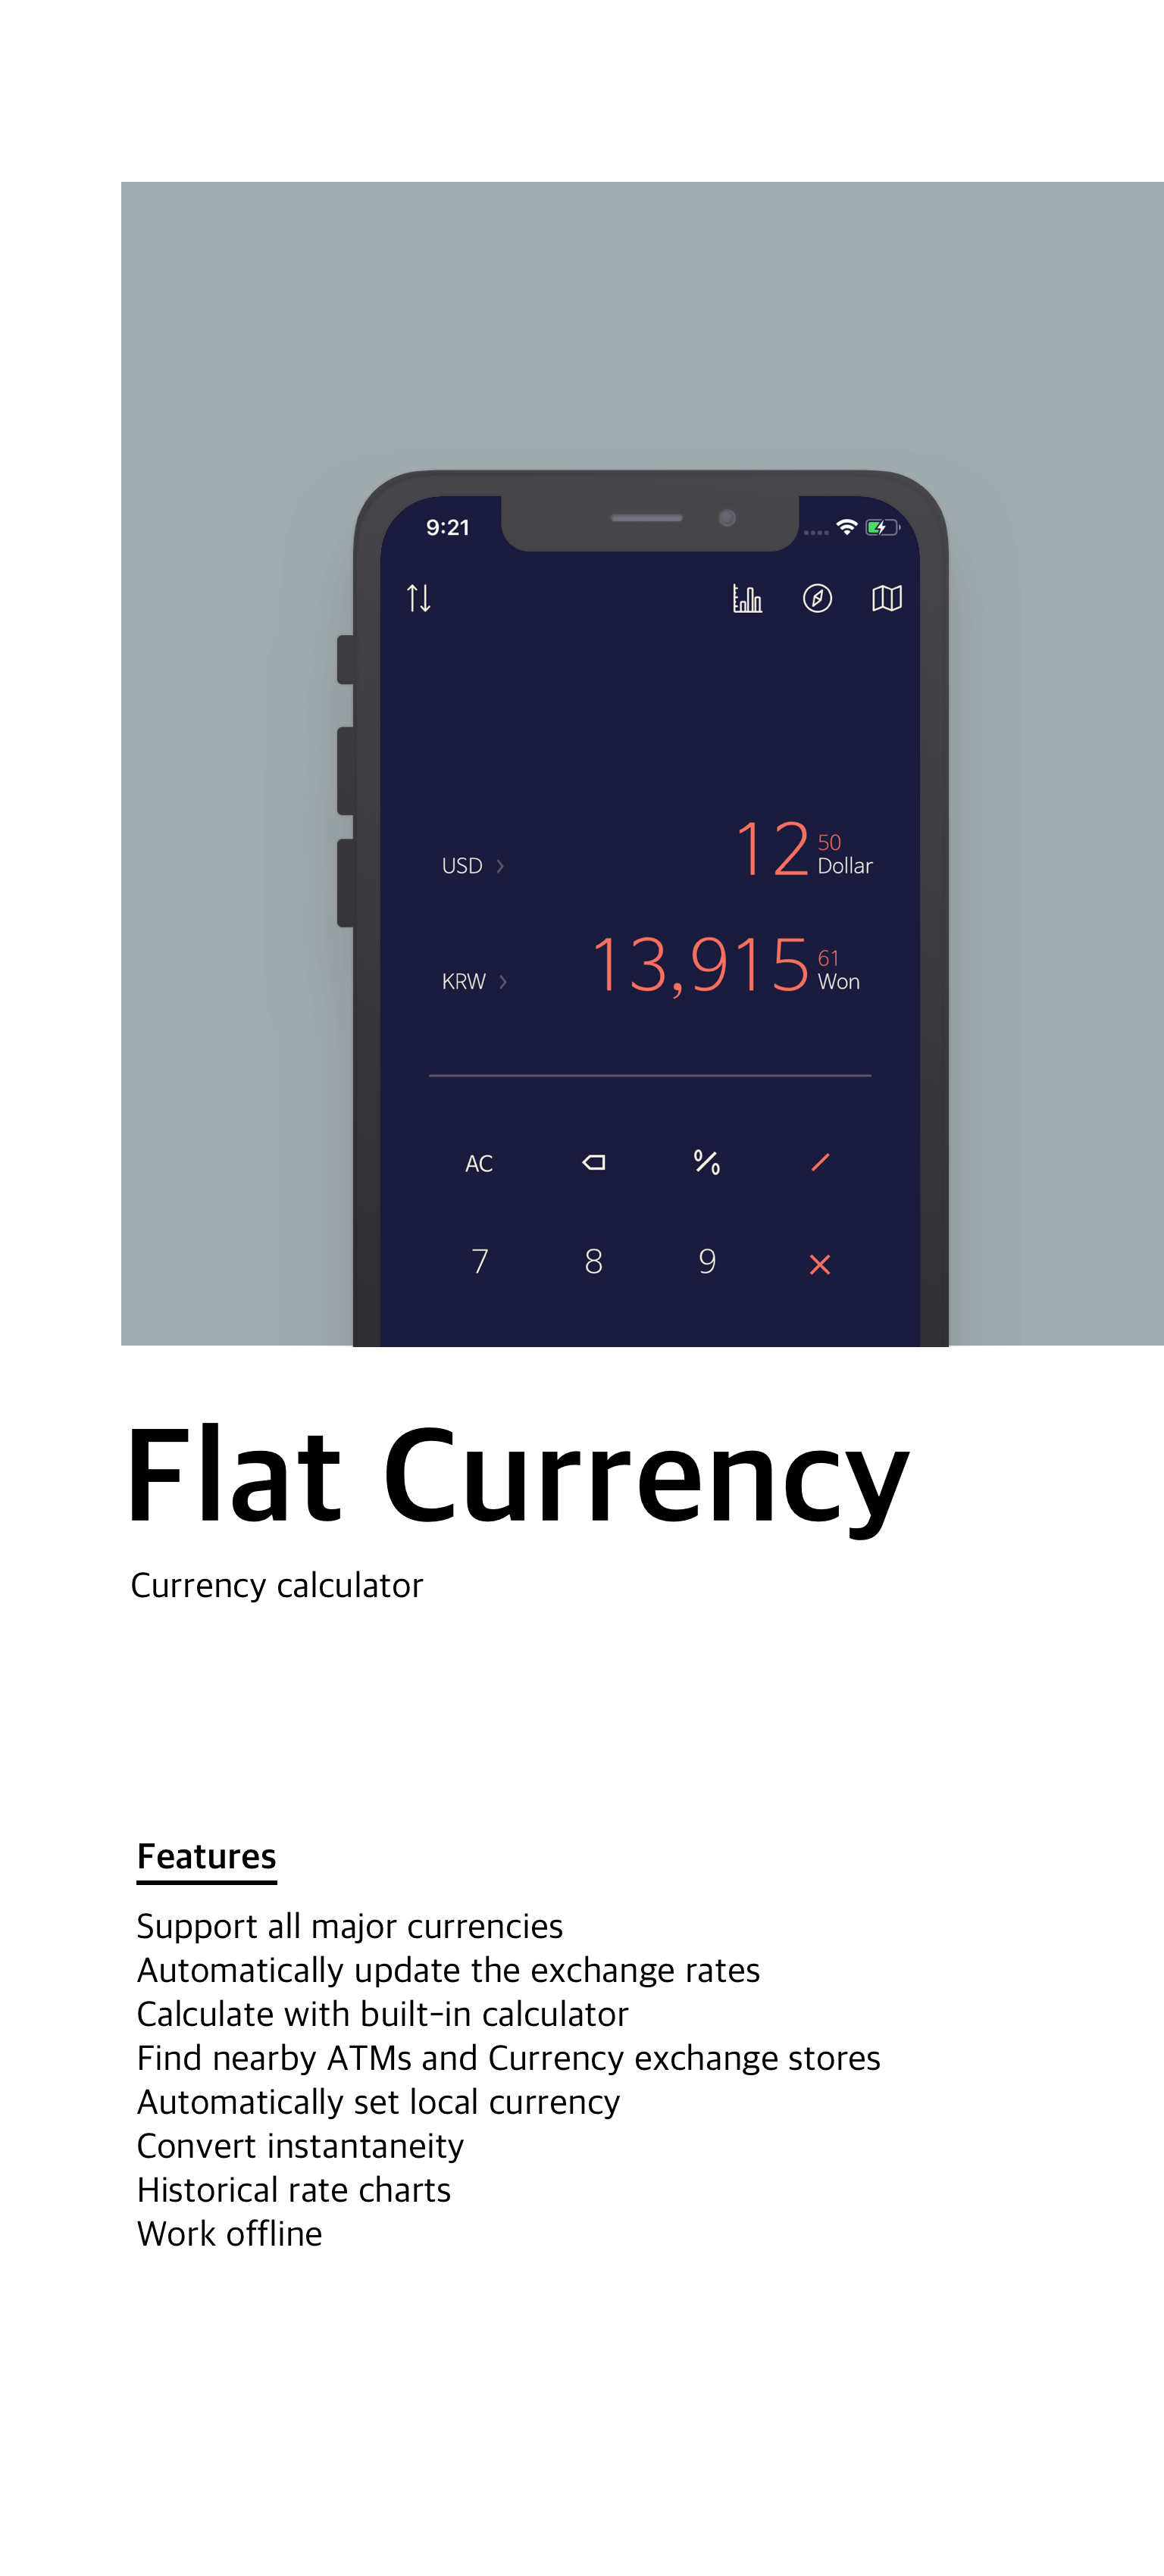 9:21
50
12 Dollar
USD
61
13,915 Won
KRW
AC %
7 8 9 ×
Flat Currency
Currency calculator
Features
Support all major currencies
Automatically update the exchange rates
Calculate with built-in calculator
Find nearby ATMs and Currency exchange stores
Automatically set local currency
Convert instantaneity
Historical rate charts
Work offline